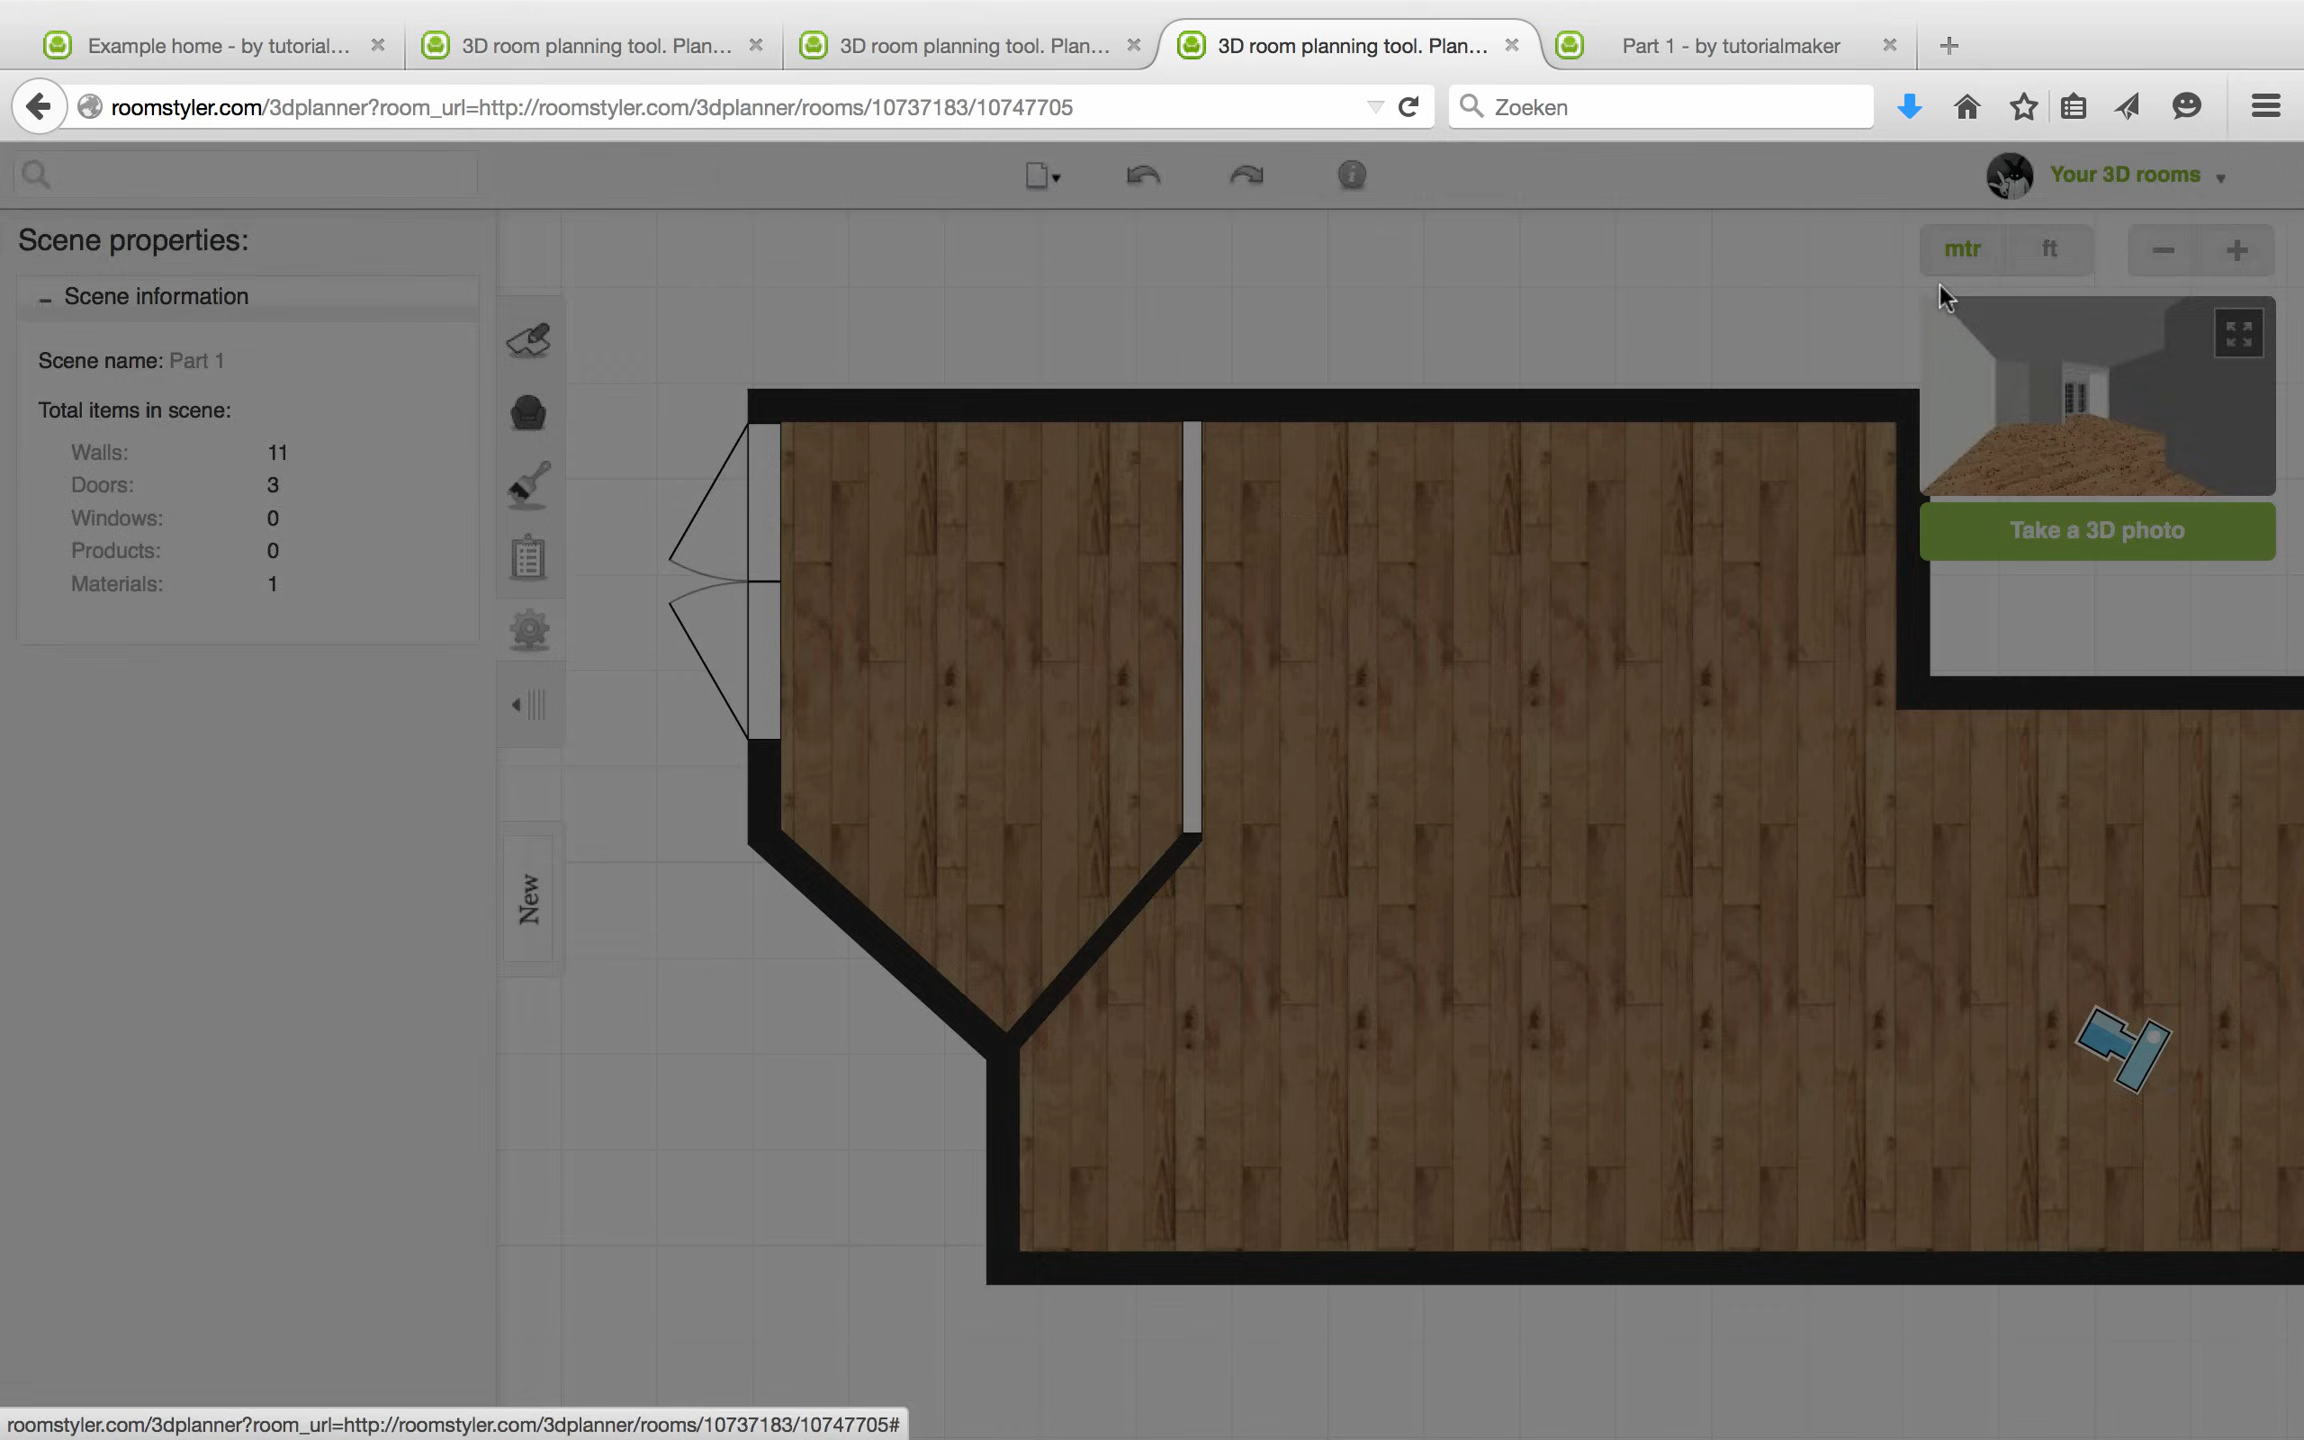 Example home - by tutorial...
3D room planning tool. Plan...
3D room planning tool. Plan...
3D room planning tool. Plan...
Part 1 - by tutorialmaker
roomstyler.com/3dplanner?room_url=http://roomstyler.com/3dplanner/rooms/10737183/10747705
Zoeken
Your 3D rooms
Scene properties:
mtr
ft
Scene information
Scene name: Part 1
Total items in scene:
Walls: 11
Doors: 3
Windows: 0
Products: 0
Materials: 1
Take a 3D photo
New
roomstyler.com/3dplanner?room_url=http://roomstyler.com/3dplanner/rooms/10737183/10747705#